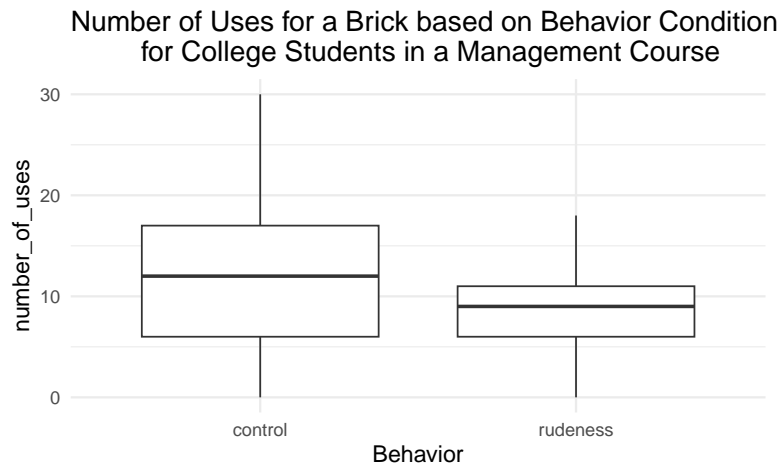 Number of Uses for a Brick based on Behavior Condition
for College Students in a Management Course
30
20
10
0
number_of_uses
control
rudeness
Behavior